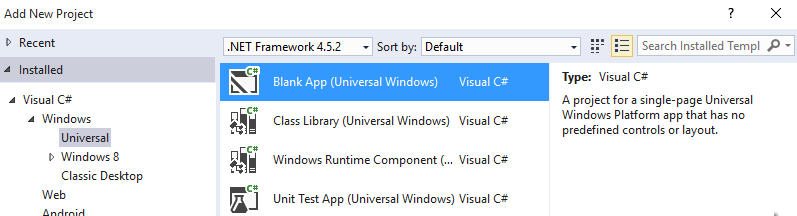 Add New Project
? ×
Recent
.NET Framework 4.5.2 Sort by: Default Search Installed Templ
Installed
C# Blank App (Universal Windows) Visual C#
Type: Visual C#
Visual C#
A project for a single-page Universal
Windows
C# Class Library (Universal Windows) Visual C#
Windows Platform app that has no
Universal
predefined controls or layout.
Windows 8
C# Windows Runtime Component (... Visual C#
Classic Desktop
Web
C# Unit Test App (Universal Windows) Visual C#
Android